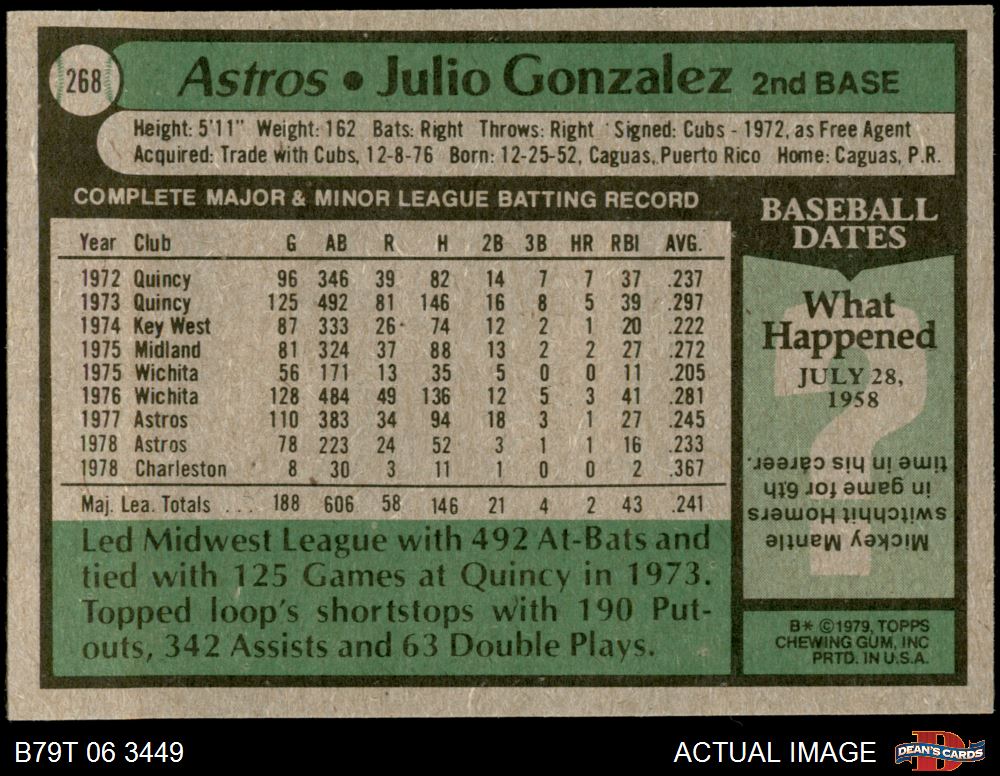 268
Astros • Julio Gonzalez 2nd BASE
Height: 5'11" Weight: 162 Bats: Right Throws: Right Signed: Cubs - 1972, as Free Agent
Acquired: Trade with Cubs, 12-8-76 Born: 12-25-52, Caguas, Puerto Rico Home: Caguas, P.R.
COMPLETE MAJOR & MINOR LEAGUE BATTING RECORD
Year Club G AB R H 2B 3B HR RBI AVG.
1972 Quincy 96 346 39 82 14 7 7 37 .237
1973 Quincy 125 492 81 146 16 8 5 39 .297
1974 Key West 87 333 26 74 12 2 1 20 .222
1975 Midland 81 324 37 88 13 2 2 27 .272
1975 Wichita 56 171 13 35 5 0 0 11 .205
1976 Wichita 128 484 49 136 12 5 3 41 .281
1977 Astros 110 383 34 94 18 3 1 27 .245
1978 Astros 78 223 24 52 3 1 1 16 .233
1978 Charleston 8 30 3 11 1 0 0 2 .367
Maj. Lea. Totals . . . 188 606 58 146 21 4 2 43 .241
Led Midwest League with 492 At-Bats and
tied with 125 Games at Quincy in 1973.
Topped loop's shortstops with 190 Put-
outs, 342 Assists and 63 Double Plays.
BASEBALL
DATES
What
Happened
JULY 28,
1958
Mickey Mantle
switchhit Homers
in game for 6th
time in his career.
B* ©1979, TOPPS
CHEWING GUM, INC
PRTD. IN U.S.A.
B79T 06 3449
ACTUAL IMAGE
DEAN'S CARDS